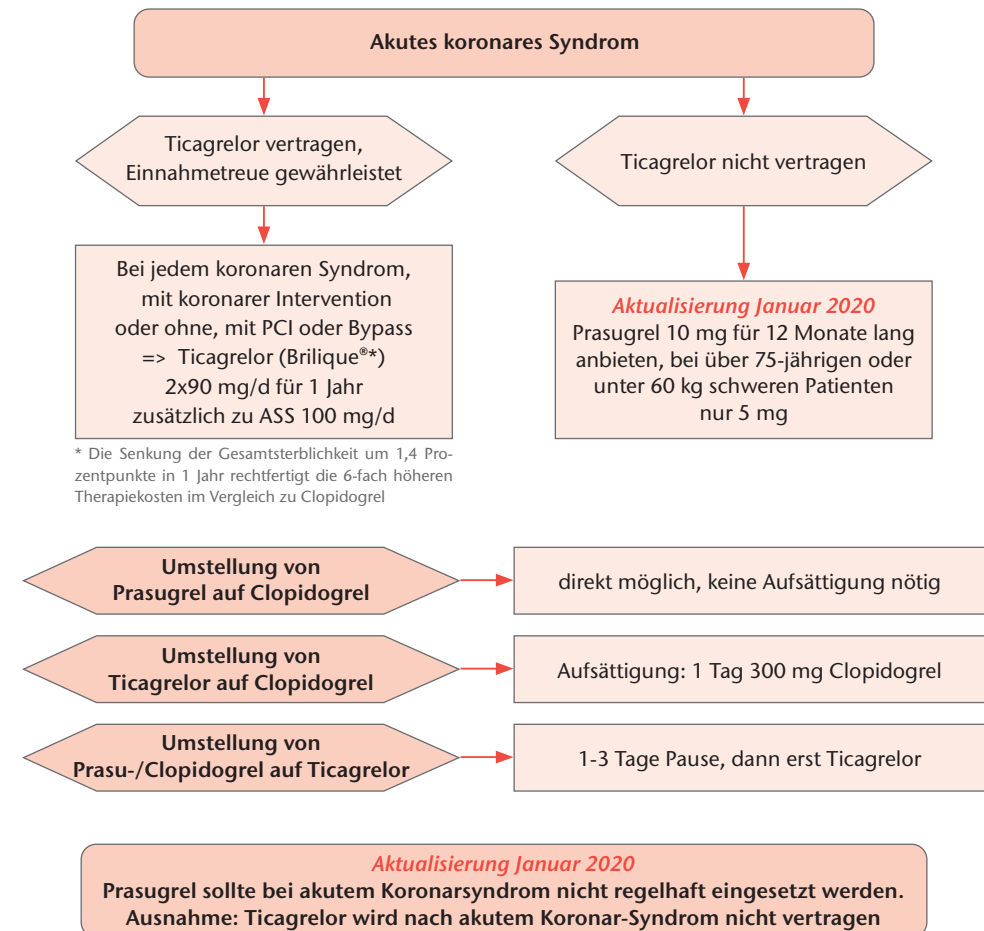 Akutes koronares Syndrom
Ticagrelor vertragen,
Einnahmetreue gewährleistet
Ticagrelor nicht vertragen
Bei jedem koronaren Syndrom,
mit koronarer Intervention
oder ohne, mit PCI oder Bypass
=> Ticagrelor (Brilique®*)
2x90 mg/d für 1 Jahr
zusätzlich zu ASS 100 mg/d
Aktualisierung Januar 2020
Prasugrel 10 mg für 12 Monate lang
anbieten, bei über 75-jährigen oder
unter 60 kg schweren Patienten
nur 5 mg
* Die Senkung der Gesamtsterblichkeit um 1,4 Pro-
zentpunkte in 1 Jahr rechtfertigt die 6-fach höheren
Therapiekosten im Vergleich zu Clopidogrel
Umstellung von
Prasugrel auf Clopidogrel
direkt möglich, keine Aufsättigung nötig
Umstellung von
Ticagrelor auf Clopidogrel
Aufsättigung: 1 Tag 300 mg Clopidogrel
Umstellung von
Prasu-/Clopidogrel auf Ticagrelor
1-3 Tage Pause, dann erst Ticagrelor
Aktualisierung Januar 2020
Prasugrel sollte bei akutem Koronarsyndrom nicht regelhaft eingesetzt werden.
Ausnahme: Ticagrelor wird nach akutem Koronar-Syndrom nicht vertragen